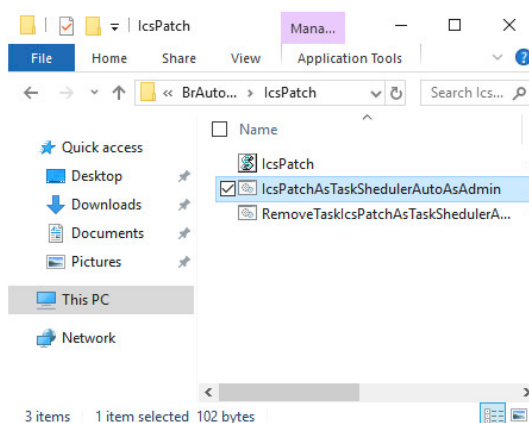 IcsPatch
Mana...
File Home Share View Application Tools
« BrAuto... › IcsPatch
Search Ics...
Name
Quick access
Desktop
Downloads
Documents
Pictures
This PC
Network
IcsPatch
IcsPatchAsTaskShedulerAutoAsAdmin
RemoveTaskIcsPatchAsTaskShedulerA...
3 items 1 item selected 102 bytes